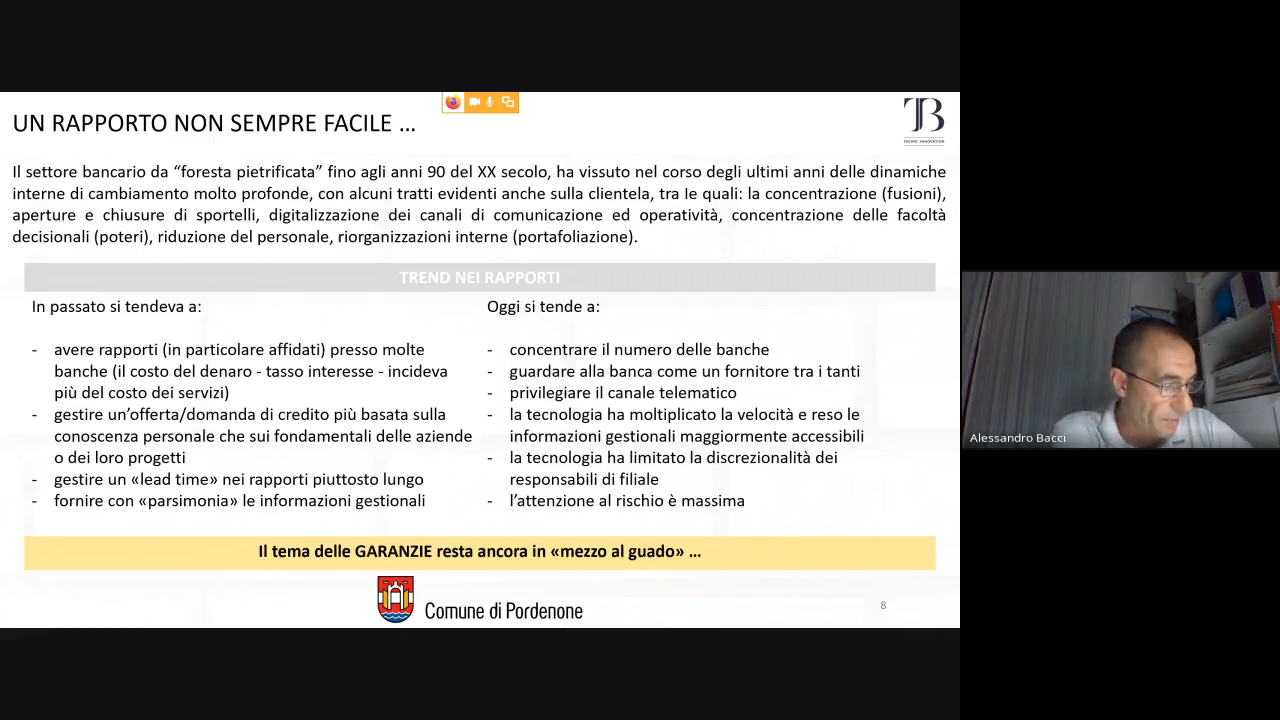 UN RAPPORTO NON SEMPRE FACILE ...
TB
FACING INNOVATION
Il settore bancario da “foresta pietrificata” fino agli anni 90 del XX secolo, ha vissuto nel corso degli ultimi anni delle dinamiche
interne di cambiamento molto profonde, con alcuni tratti evidenti anche sulla clientela, tra le quali: la concentrazione (fusioni),
aperture e chiusure di sportelli, digitalizzazione dei canali di comunicazione ed operatività, concentrazione delle facoltà
decisionali (poteri), riduzione del personale, riorganizzazioni interne (portafoliazione).
TREND NEI RAPPORTI
In passato si tendeva a:
- avere rapporti (in particolare affidati) presso molte
banche (il costo del denaro - tasso interesse - incideva
più del costo dei servizi)
- gestire un’offerta/domanda di credito più basata sulla
conoscenza personale che sui fondamentali delle aziende
o dei loro progetti
- gestire un «lead time» nei rapporti piuttosto lungo
- fornire con «parsimonia» le informazioni gestionali
Oggi si tende a:
- concentrare il numero delle banche
- guardare alla banca come un fornitore tra i tanti
- privilegiare il canale telematico
- la tecnologia ha moltiplicato la velocità e reso le
informazioni gestionali maggiormente accessibili
- la tecnologia ha limitato la discrezionalità dei
responsabili di filiale
- l’attenzione al rischio è massima
Il tema delle GARANZIE resta ancora in «mezzo al guado» ...
Comune di Pordenone
8
Alessandro Bacci